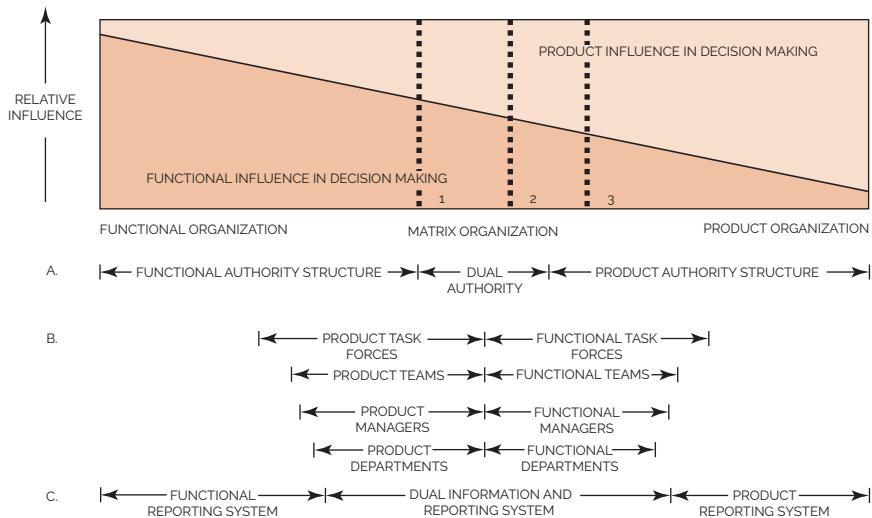 PRODUCT INFLUENCE IN DECISION MAKING
RELATIVE
INFLUENCE
FUNCTIONAL INFLUENCE IN DECISION MAKING
1
2
3
FUNCTIONAL ORGANIZATION
MATRIX ORGANIZATION
PRODUCT ORGANIZATION
A.
FUNCTIONAL AUTHORITY STRUCTURE
DUAL
AUTHORITY
PRODUCT AUTHORITY STRUCTURE
B.
PRODUCT TASK
FORCES
FUNCTIONAL TASK
FORCES
PRODUCT TEAMS
FUNCTIONAL TEAMS
PRODUCT
MANAGERS
FUNCTIONAL
MANAGERS
PRODUCT
DEPARTMENTS
FUNCTIONAL
DEPARTMENTS
C.
FUNCTIONAL
REPORTING SYSTEM
DUAL INFORMATION AND
REPORTING SYSTEM
PRODUCT
REPORTING SYSTEM